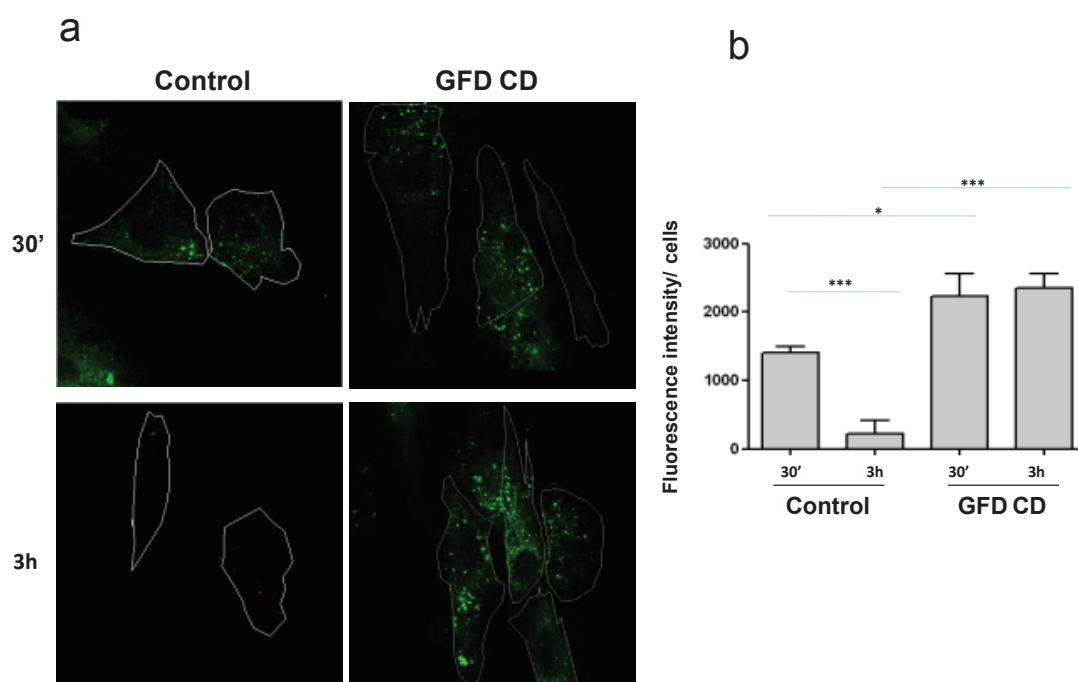 a
Control GFD CD
30’
3h
b
***
*
***
Fluorescence intensity/ cells
3000
2000
1000
0
30’ 3h 30’ 3h
Control GFD CD